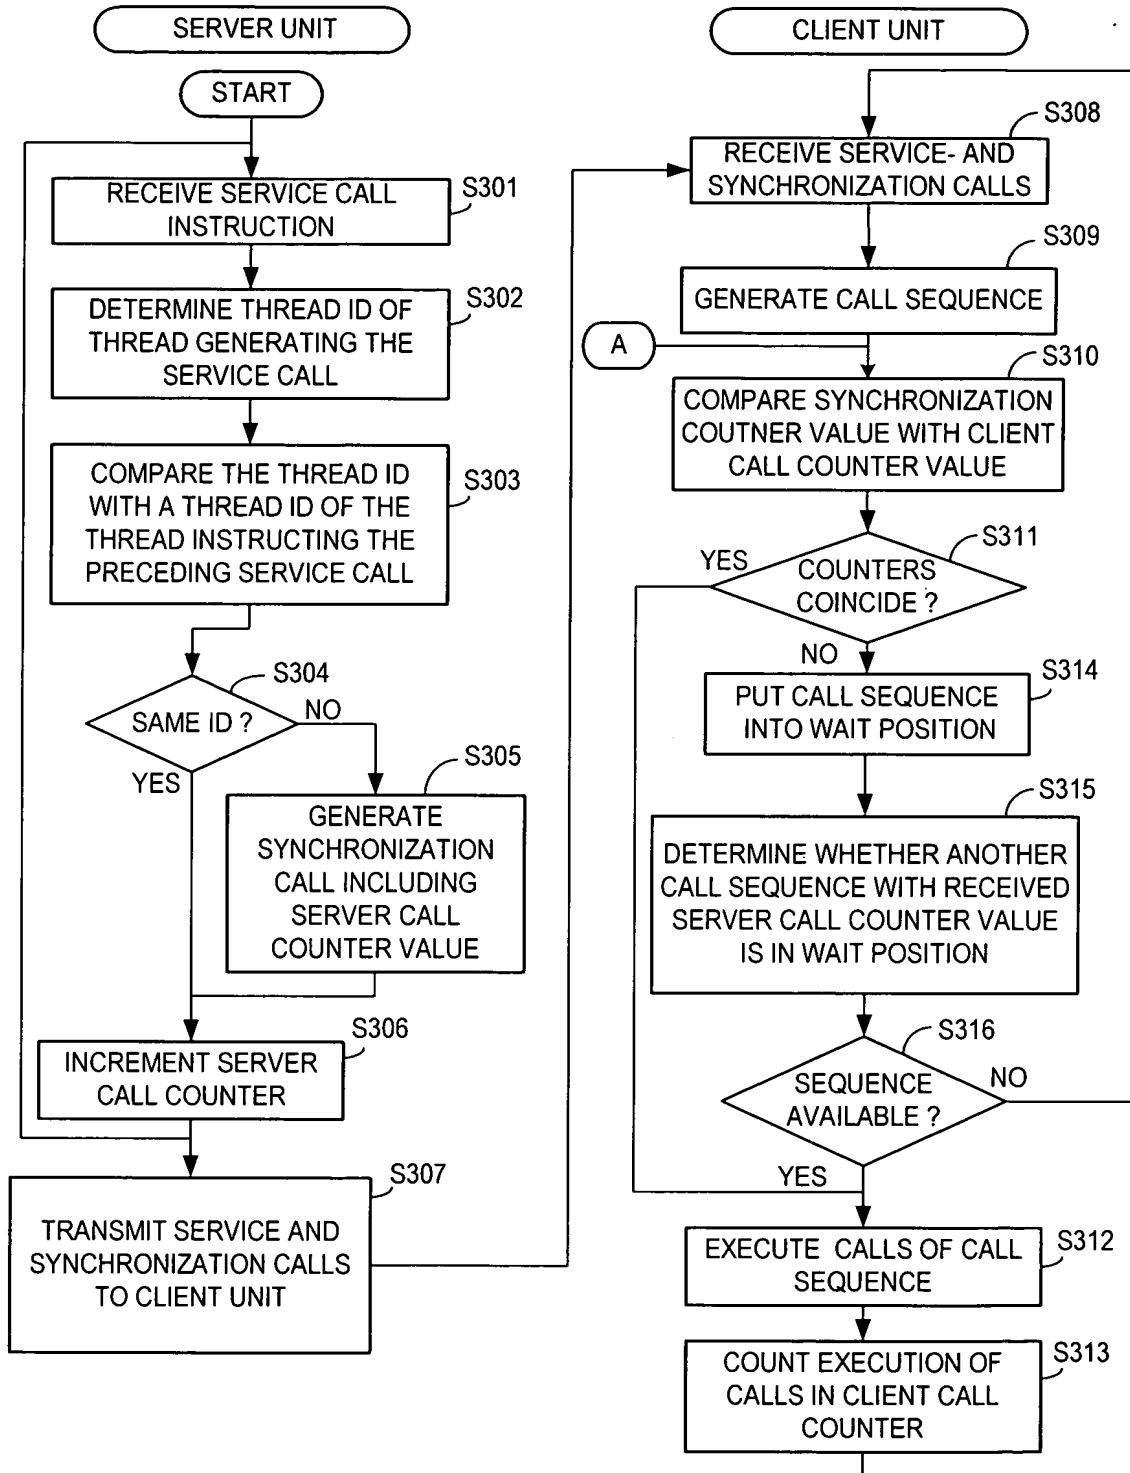 SERVER UNIT
START
RECEIVE SERVICE CALL
INSTRUCTION
S301
DETERMINE THREAD ID OF
THREAD GENERATING THE
SERVICE CALL
S302
COMPARE THE THREAD ID
WITH A THREAD ID OF THE
THREAD INSTRUCTING THE
PRECEDING SERVICE CALL
S303
S304
SAME ID ?
NO
YES
S305
GENERATE
SYNCHRONIZATION
CALL INCLUDING
SERVER CALL
COUNTER VALUE
S306
INCREMENT SERVER
CALL COUNTER
S307
TRANSMIT SERVICE AND
SYNCHRONIZATION CALLS
TO CLIENT UNIT
CLIENT UNIT
S308
RECEIVE SERVICE- AND
SYNCHRONIZATION CALLS
S309
GENERATE CALL SEQUENCE
A
S310
COMPARE SYNCHRONIZATION
COUTNER VALUE WITH CLIENT
CALL COUNTER VALUE
S311
YES
COUNTERS
COINCIDE ?
NO
S314
PUT CALL SEQUENCE
INTO WAIT POSITION
S315
DETERMINE WHETHER ANOTHER
CALL SEQUENCE WITH RECEIVED
SERVER CALL COUNTER VALUE
IS IN WAIT POSITION
S316
SEQUENCE
AVAILABLE ?
NO
YES
S312
EXECUTE CALLS OF CALL
SEQUENCE
S313
COUNT EXECUTION OF
CALLS IN CLIENT CALL
COUNTER